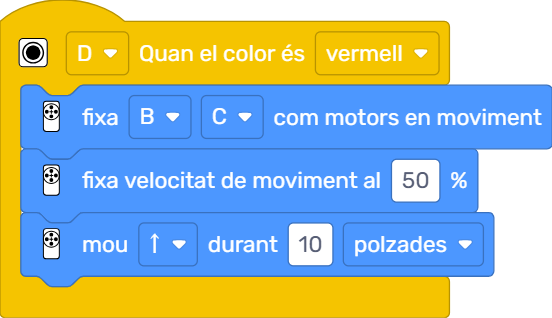 D Quan el color és vermell
fixa B C com motors en moviment
fixa velocitat de moviment al 50 %
mou ↑ durant 10 polzades